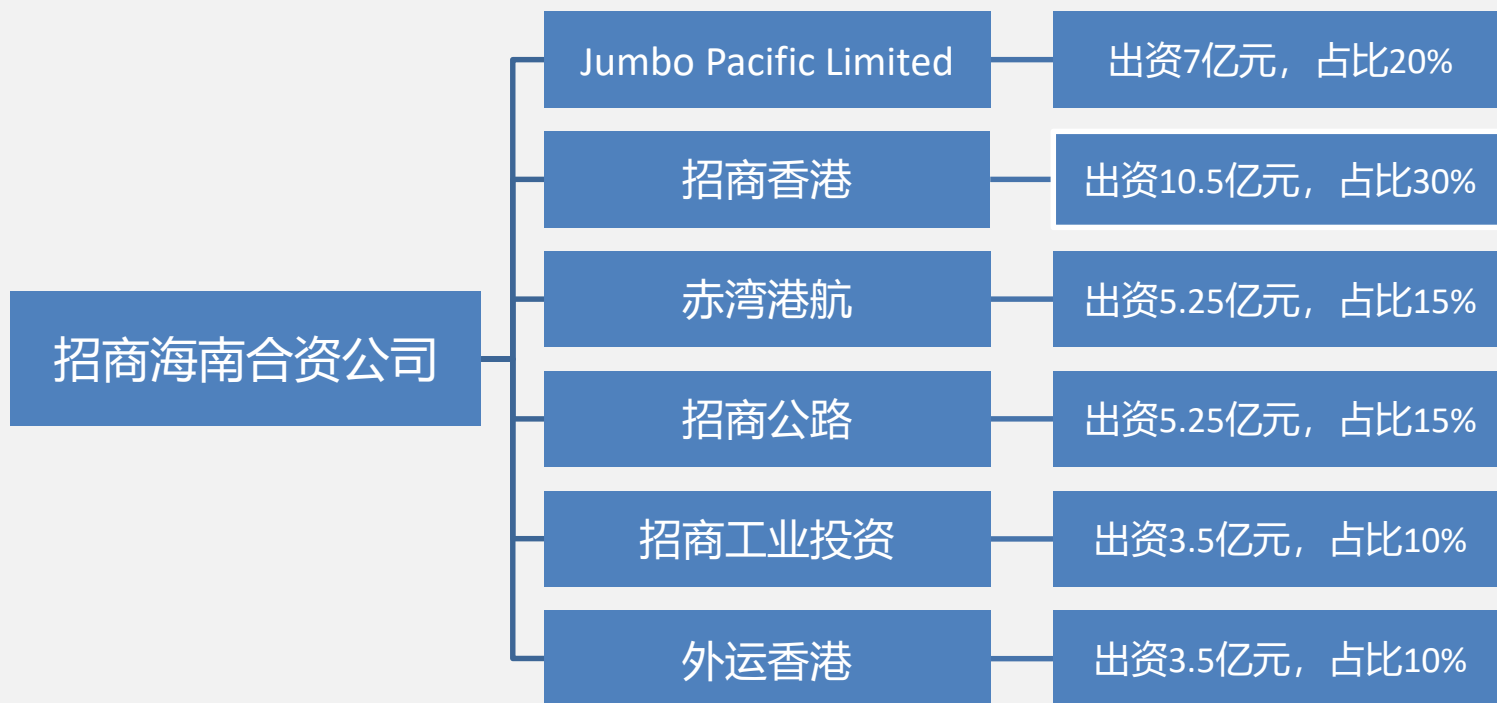 招商海南合资公司
Jumbo Pacific Limited
出资7亿元，占比20%
招商香港
出资10.5亿元，占比30%
赤湾港航
出资5.25亿元，占比15%
招商公路
出资5.25亿元，占比15%
招商工业投资
出资3.5亿元，占比10%
外运香港
出资3.5亿元，占比10%